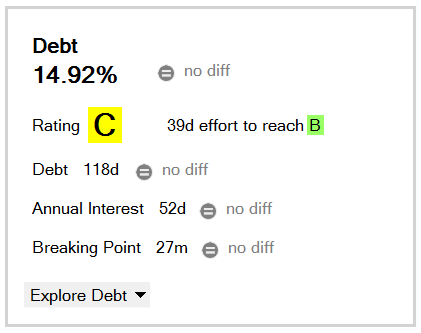 Debt
14.92% no diff
Rating C 39d effort to reach B
Debt 118d no diff
Annual Interest 52d no diff
Breaking Point 27m no diff
Explore Debt